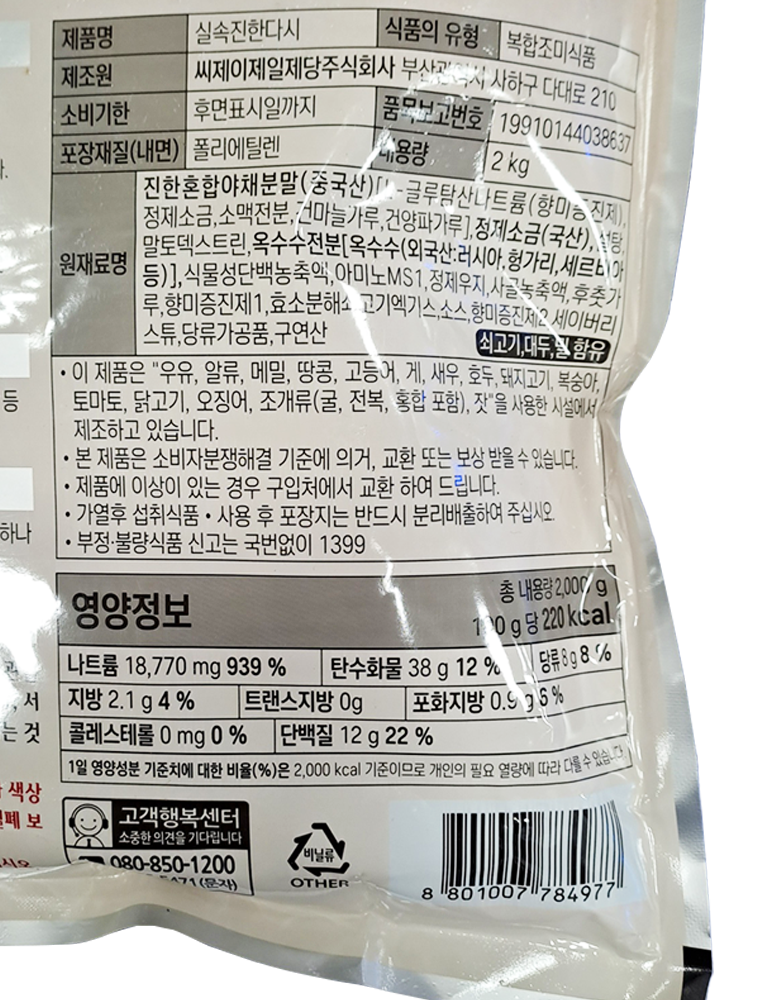 제품명 실속진한다시 식품의 유형 복합조미식품
제조원 씨제이제일제당주식회사 부산광역시 사하구 다대로 210
소비기한 후면표시일까지 품목보고번호 19910144038637
포장재질(내면) 폴리에틸렌 내용량 2 kg
원재료명
진한혼합야채분말(중국산)[L-글루탐산나트륨(향미증진제),
정제소금,소맥전분,건마늘가루,건양파가루],정제소금(국산),설탕,
말토덱스트린,옥수수전분[옥수수(외국산:러시아,헝가리,세르비아
등)],식물성단백농축액,아미노MS1,정제우지,사골농축액,후춧가
루,향미증진제1,효소분해쇠고기엑기스,소스,향미증진제2,세이버리
스튜,당류가공품,구연산
쇠고기,대두,밀 함유
• 이 제품은 "우유, 알류, 메밀, 땅콩, 고등어, 게, 새우, 호두, 돼지고기, 복숭아,
토마토, 닭고기, 오징어, 조개류(굴, 전복, 홍합 포함), 잣"을 사용한 시설에서
제조하고 있습니다.
• 본 제품은 소비자분쟁해결 기준에 의거, 교환 또는 보상 받을 수 있습니다.
• 제품에 이상이 있는 경우 구입처에서 교환 하여 드립니다.
• 가열후 섭취식품 • 사용 후 포장지는 반드시 분리배출하여 주십시오.
• 부정·불량식품 신고는 국번없이 1399
영양정보
총 내용량 2,000 g
100 g 당 220 kcal
나트륨 18,770 mg 939 % 탄수화물 38 g 12 % 당류 8 g 8 %
지방 2.1 g 4 % 트랜스지방 0g 포화지방 0.9 g 6 %
콜레스테롤 0 mg 0 % 단백질 12 g 22 %
1일 영양성분 기준치에 대한 비율(%)은 2,000 kcal 기준이므로 개인의 필요 열량에 따라 다를 수 있습니다.
고객행복센터
소중한 의견을 기다립니다
080-850-1200
5471(문자)
비닐류
OTHER
8 801007 784977
등
하나
서
는 것
색상
폐 보